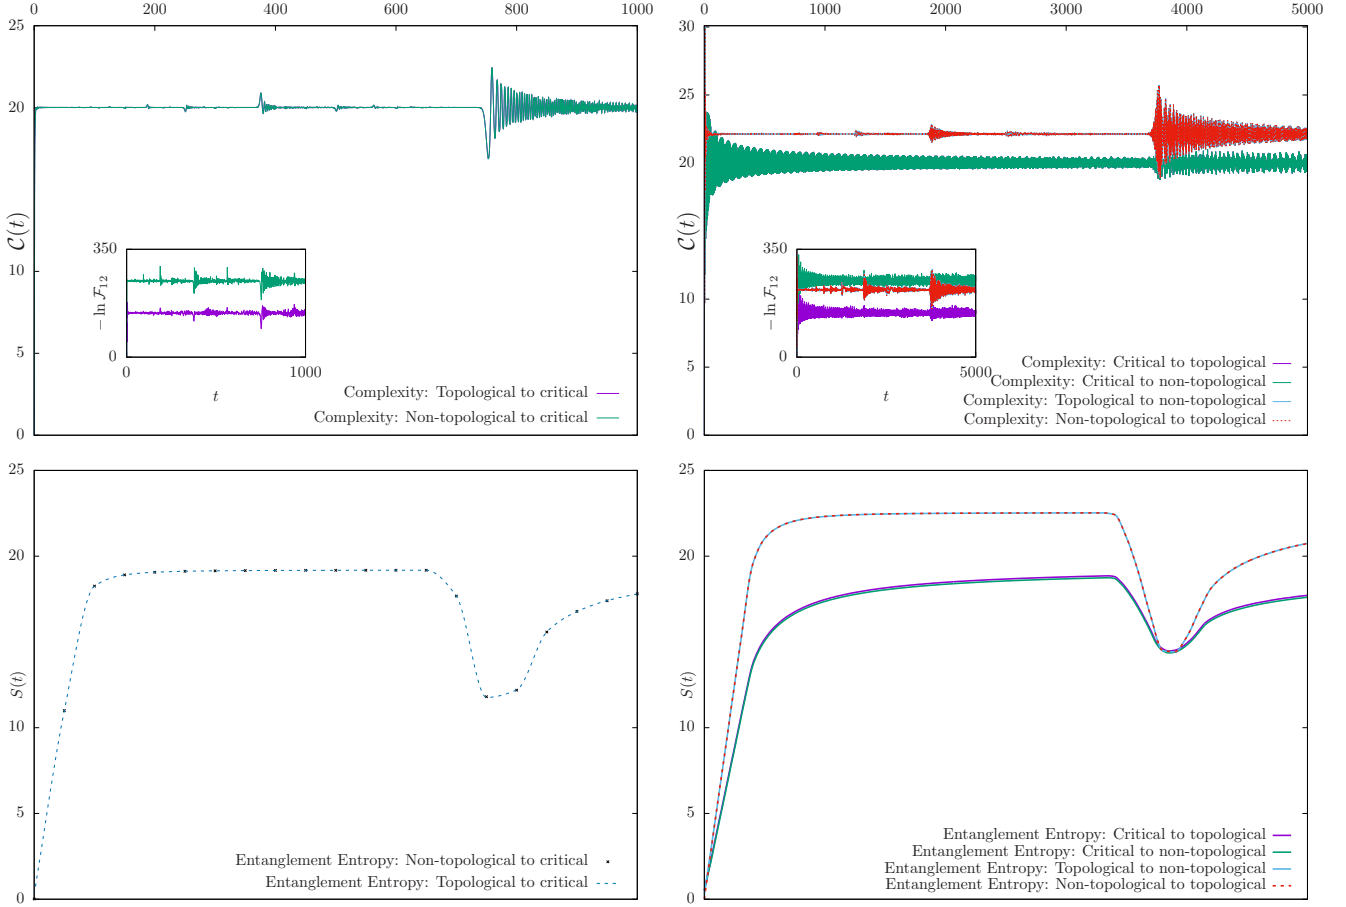 0 200 400 600 800 1000
25
20
10
5
0
C(t)
350
− ln F12
0
0 1000
t
Complexity: Topological to critical
Complexity: Non-topological to critical
0 1000 2000 3000 4000 5000
30
25
20
10
5
0
C(t)
350
− ln F12
0
0 5000
t
Complexity: Critical to topological
Complexity: Critical to non-topological
Complexity: Topological to non-topological
Complexity: Non-topological to topological
25
20
10
5
0
S(t)
Entanglement Entropy: Non-topological to critical
Entanglement Entropy: Topological to critical
25
20
10
5
0
S(t)
Entanglement Entropy: Critical to topological
Entanglement Entropy: Critical to non-topological
Entanglement Entropy: Topological to non-topological
Entanglement Entropy: Non-topological to topological